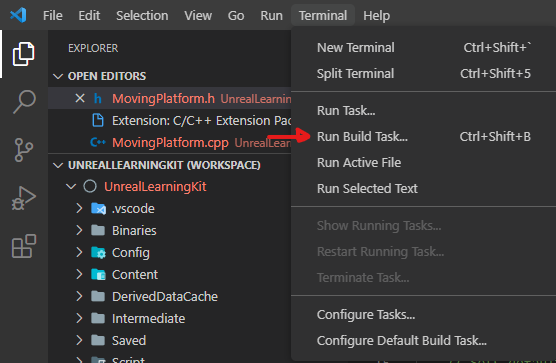 File Edit Selection View Go Run Terminal Help
EXPLORER
OPEN EDITORS
MovingPlatform.h UnrealLearning
Extension: C/C++ Extension Pac
MovingPlatform.cpp UnrealLearn
UNREALLEARNINGKIT (WORKSPACE)
UnrealLearningKit
.vscode
Binaries
Config
Content
DerivedDataCache
Intermediate
Saved
Script
New Terminal Ctrl+Shift+`
Split Terminal Ctrl+Shift+5
Run Task...
Run Build Task... Ctrl+Shift+B
Run Active File
Run Selected Text
Show Running Tasks...
Restart Running Task...
Terminate Task...
Configure Tasks...
Configure Default Build Task...